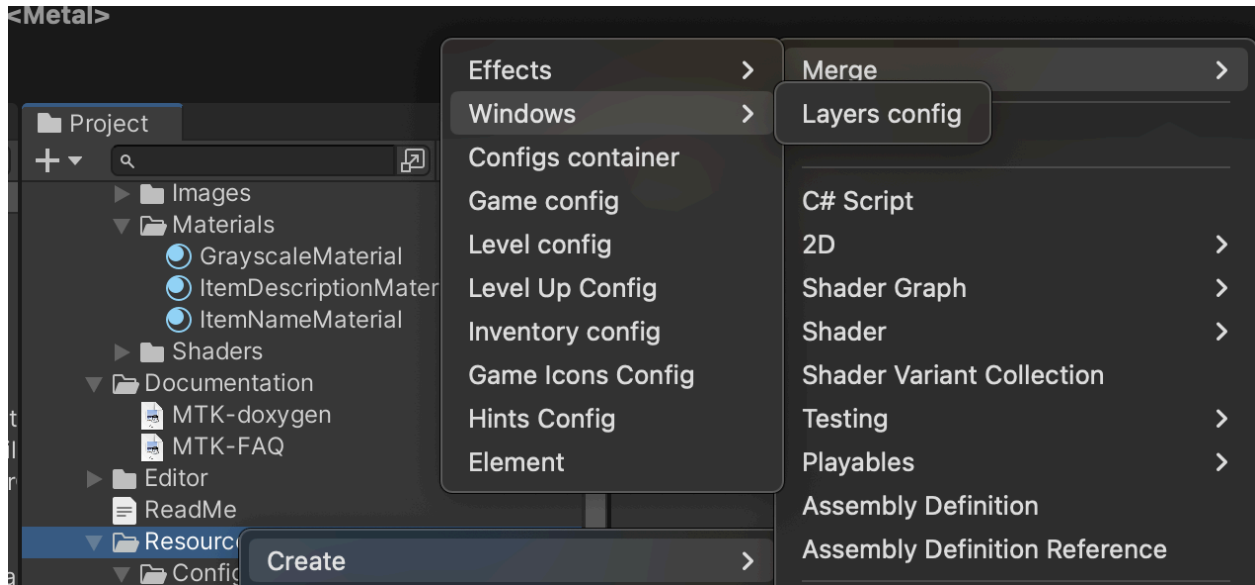 <Metal>
Project
Images
Materials
GrayscaleMaterial
ItemDescriptionMater
ItemNameMaterial
Shaders
Documentation
MTK-doxygen
MTK-FAQ
Editor
ReadMe
Resourc
Config
Create
Effects
Windows
Configs container
Game config
Level config
Level Up Config
Inventory config
Game Icons Config
Hints Config
Element
Merge
Layers config
C# Script
2D
Shader Graph
Shader
Shader Variant Collection
Testing
Playables
Assembly Definition
Assembly Definition Reference